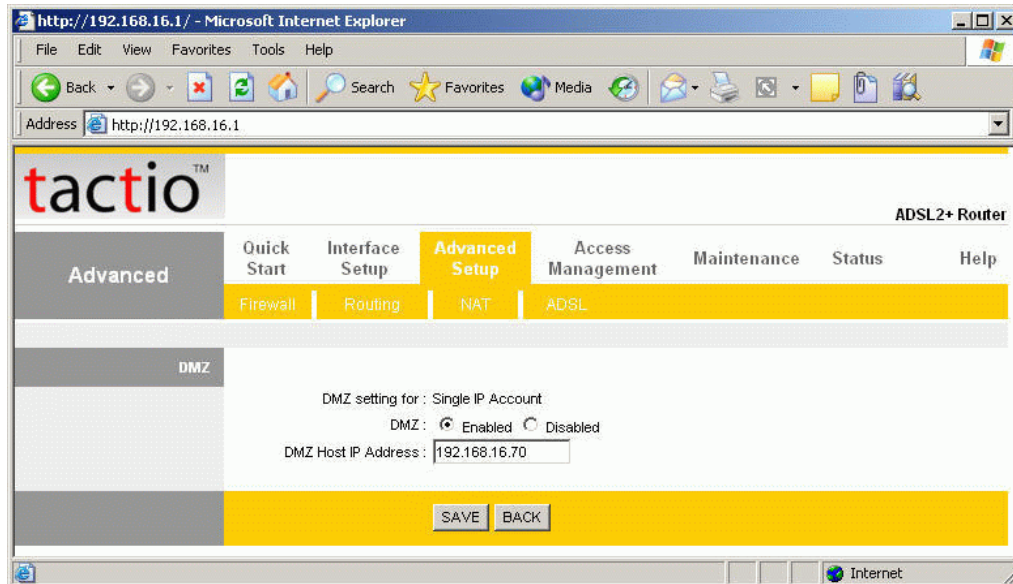 http://192.168.16.1/ - Microsoft Internet Explorer
File Edit View Favorites Tools Help
Back Search Favorites Media
Address http://192.168.16.1
tactio™
ADSL2+ Router
Advanced
Quick Start Interface Setup Advanced Setup Access Management Maintenance Status Help
Firewall Routing NAT ADSL
DMZ
DMZ setting for : Single IP Account
DMZ : Enabled Disabled
DMZ Host IP Address : 192.168.16.70
SAVE BACK
Internet